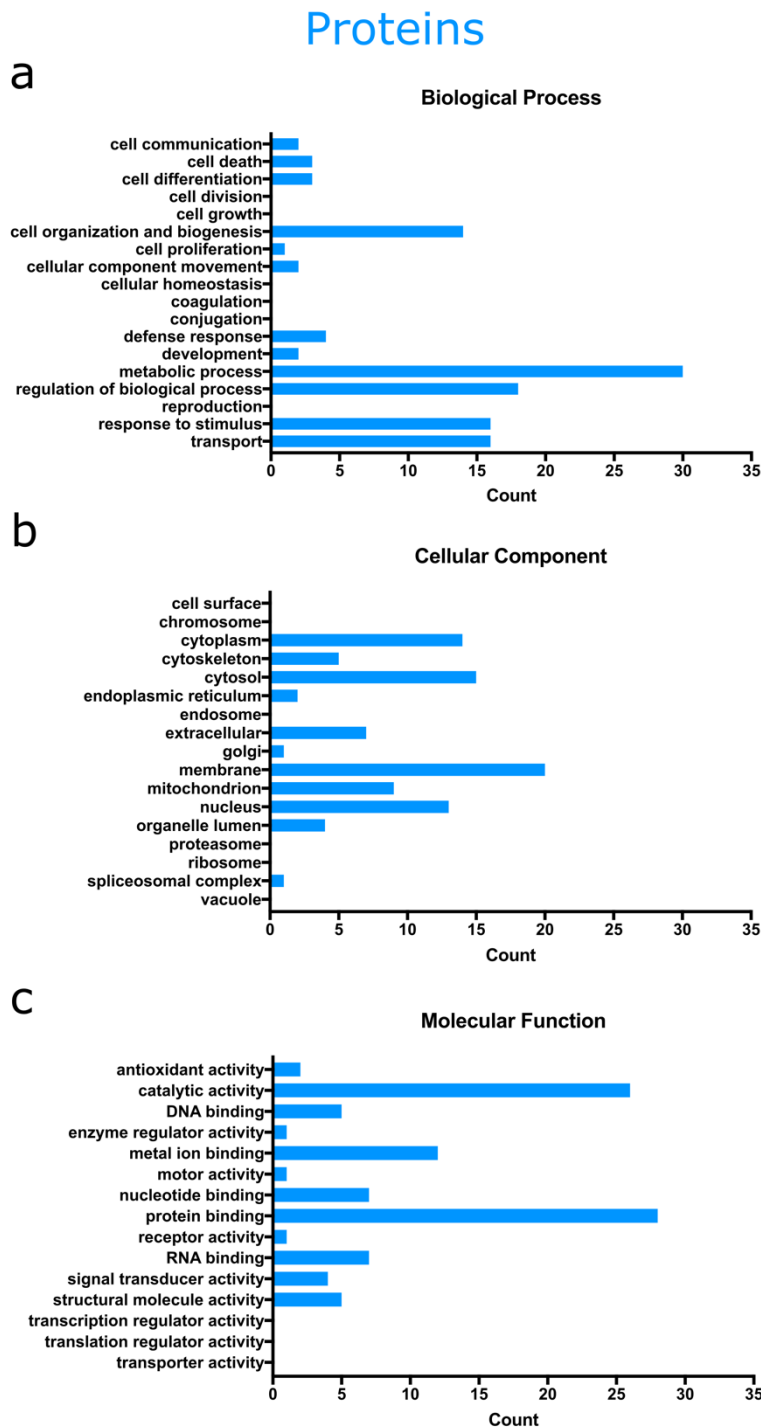 Proteins
a
Biological Process
cell communication
cell death
cell differentiation
cell division
cell growth
cell organization and biogenesis
cell proliferation
cellular component movement
cellular homeostasis
coagulation
conjugation
defense response
development
metabolic process
regulation of biological process
reproduction
response to stimulus
transport
0 5 10 15 20 25 30 35
Count
b
Cellular Component
cell surface
chromosome
cytoplasm
cytoskeleton
cytosol
endoplasmic reticulum
endosome
extracellular
golgi
membrane
mitochondrion
nucleus
organelle lumen
proteasome
ribosome
spliceosomal complex
vacuole
0 5 10 15 20 25 30 35
Count
c
Molecular Function
antioxidant activity
catalytic activity
DNA binding
enzyme regulator activity
metal ion binding
motor activity
nucleotide binding
protein binding
receptor activity
RNA binding
signal transducer activity
structural molecule activity
transcription regulator activity
translation regulator activity
transporter activity
0 5 10 15 20 25 30 35
Count